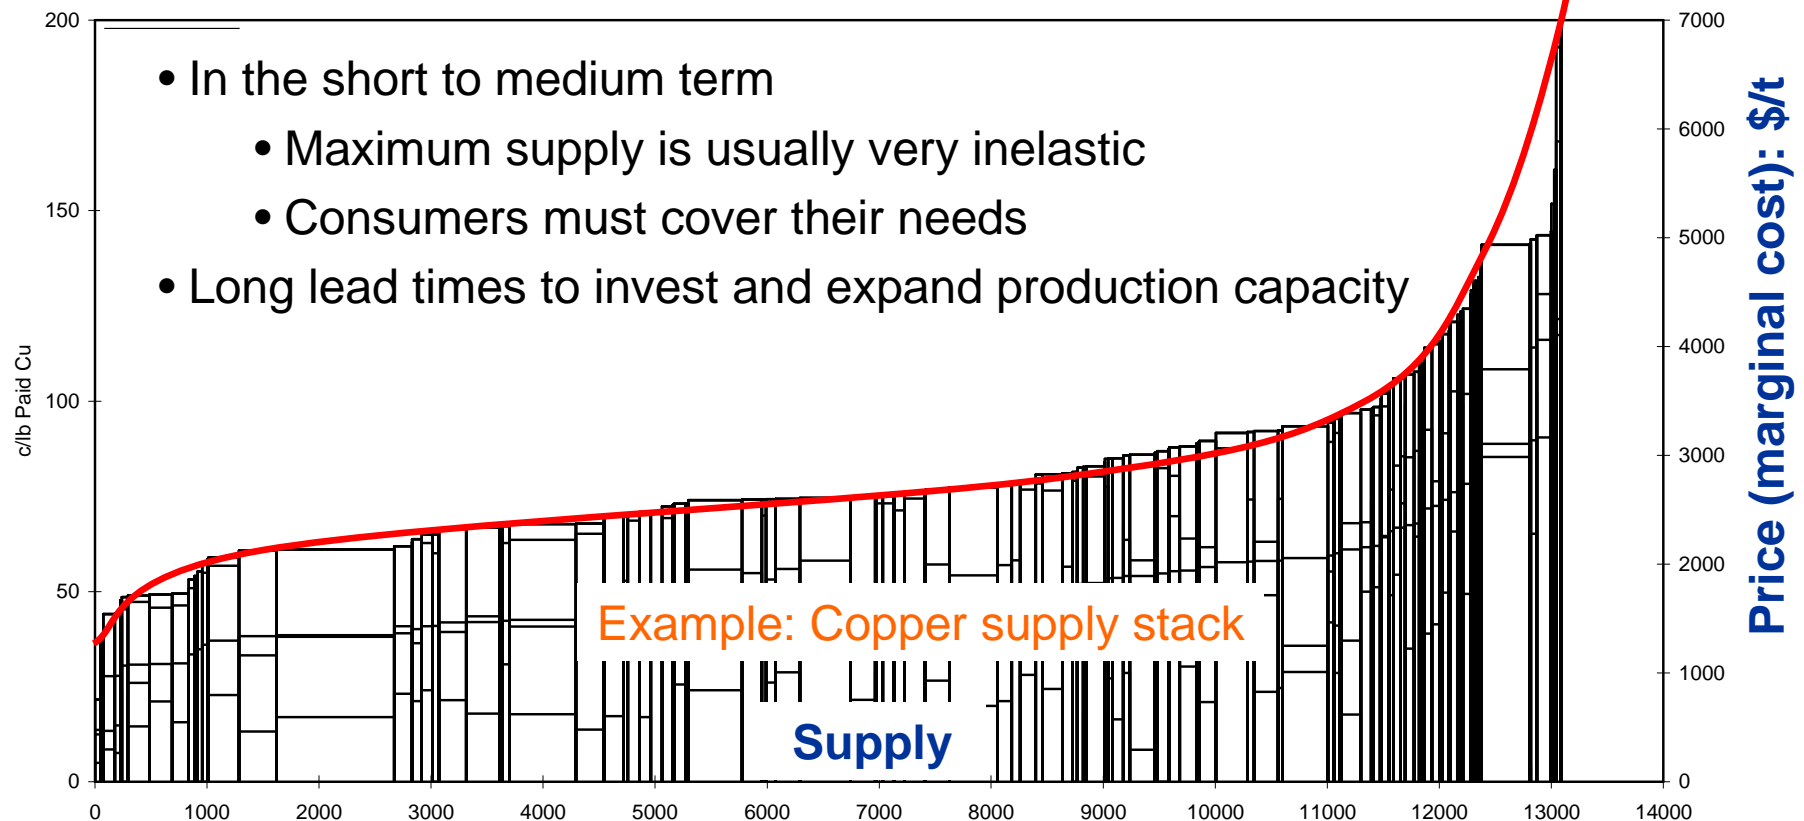 200
150
100
50
0
c/lb Paid Cu
• In the short to medium term
• Maximum supply is usually very inelastic
• Consumers must cover their needs
• Long lead times to invest and expand production capacity
Example: Copper supply stack
Supply
7000
6000
5000
4000
3000
2000
1000
0
Price (marginal cost): $/t
0 1000 2000 3000 4000 5000 6000 7000 8000 9000 10000 11000 12000 13000 14000